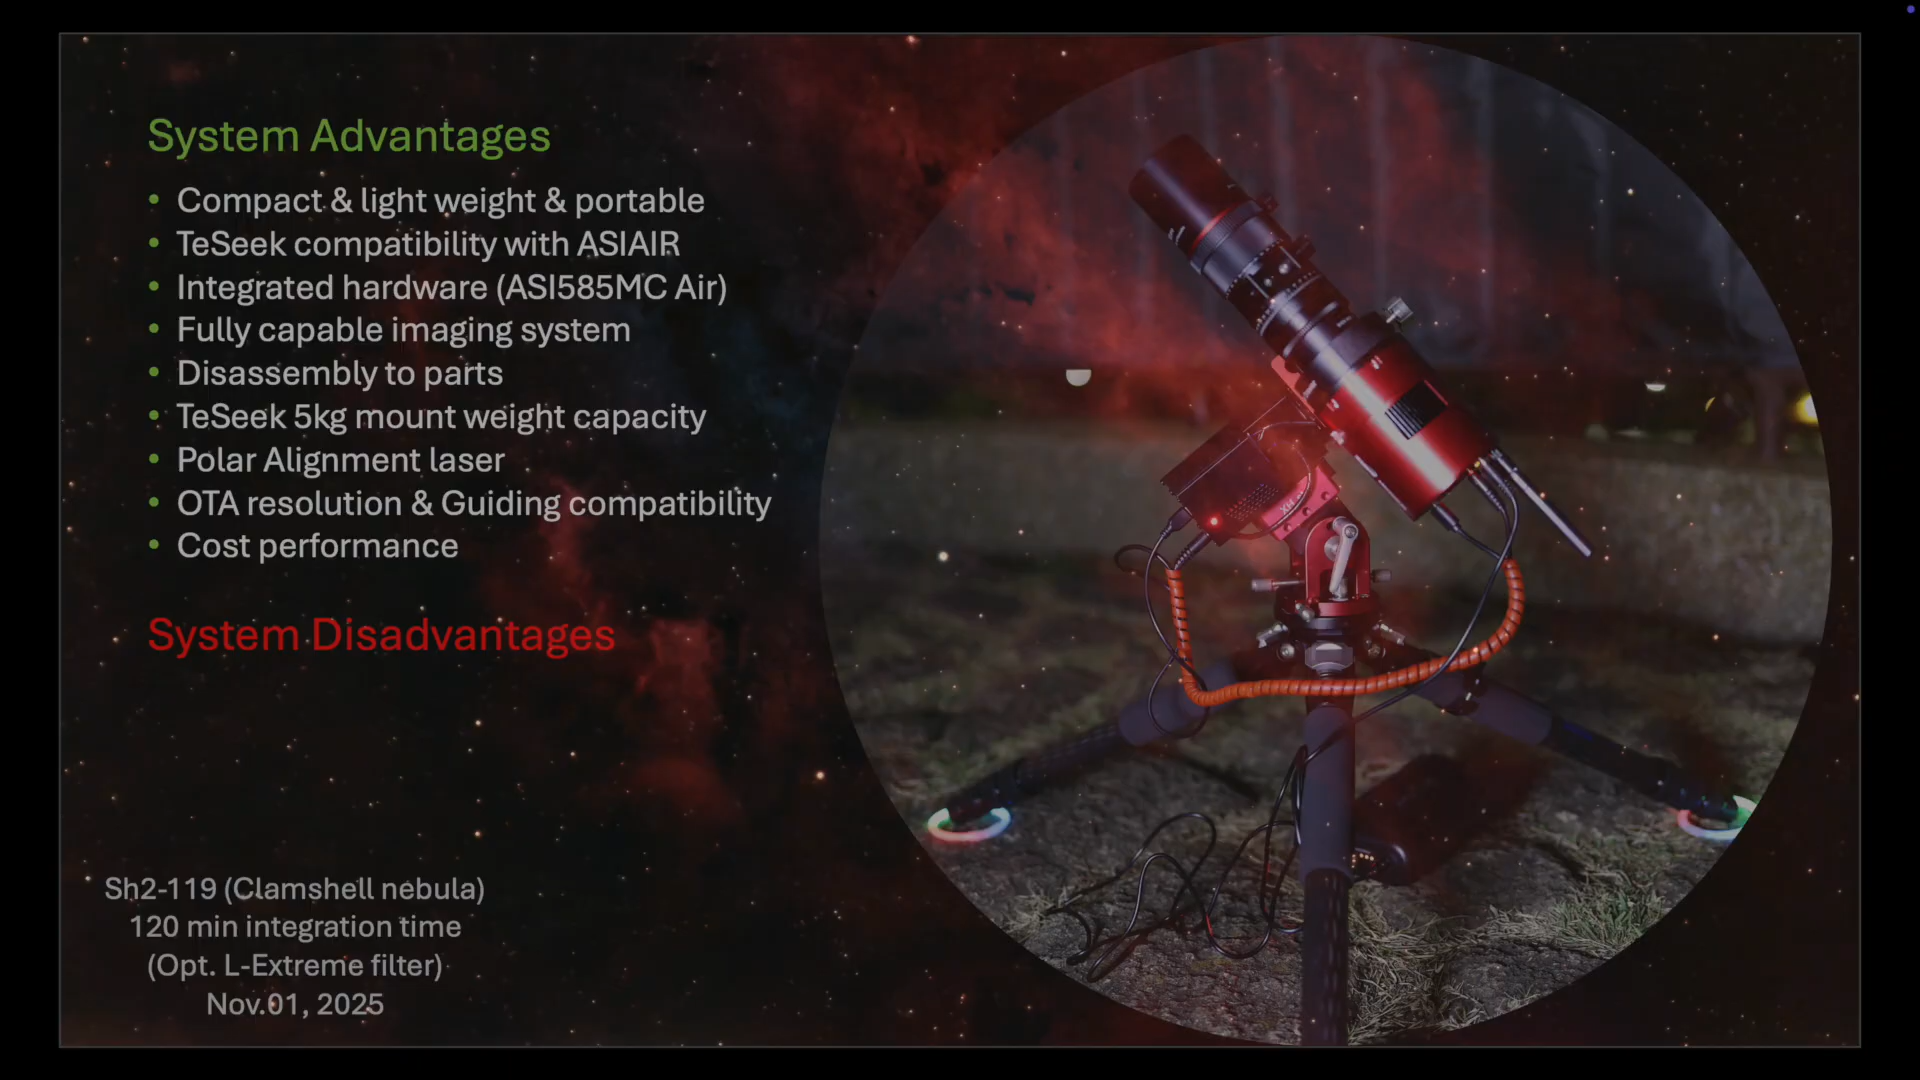 System Advantages
• Compact & light weight & portable
• TeSeek compatibility with ASIAIR
• Integrated hardware (ASI585MC Air)
• Fully capable imaging system
• Disassembly to parts
• TeSeek 5kg mount weight capacity
• Polar Alignment laser
• OTA resolution & Guiding compatibility
• Cost performance
System Disadvantages
Sh2-119 (Clamshell nebula)
120 min integration time
(Opt. L-Extreme filter)
Nov.01, 2025